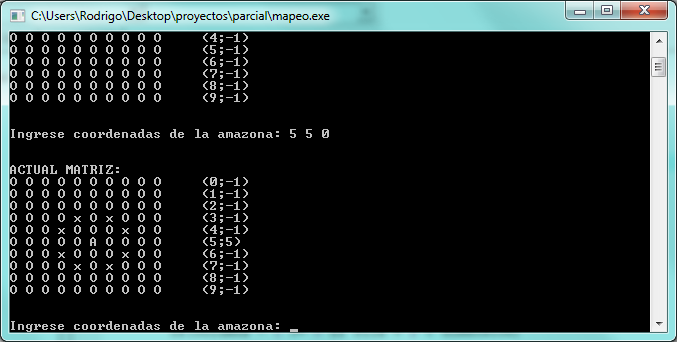 C:\Users\Rodrigo\Desktop\proyectos\parcial\mapeo.exe
0 0 0 0 0 0 0 0 0 0 (4;-1)
0 0 0 0 0 0 0 0 0 0 (5;-1)
0 0 0 0 0 0 0 0 0 0 (6;-1)
0 0 0 0 0 0 0 0 0 0 (7;-1)
0 0 0 0 0 0 0 0 0 0 (8;-1)
0 0 0 0 0 0 0 0 0 0 (9;-1)
Ingrese coordenadas de la amazona: 5 5 0
ACTUAL MATRIZ:
0 0 0 0 0 0 0 0 0 0 (0;-1)
0 0 0 0 0 0 0 0 0 0 (1;-1)
0 0 0 0 0 0 0 0 0 0 (2;-1)
0 0 0 0 x 0 x 0 0 0 (3;-1)
0 0 0 x 0 0 0 x 0 0 (4;-1)
0 0 0 0 0 A 0 0 0 0 (5;5)
0 0 0 x 0 0 0 x 0 0 (6;-1)
0 0 0 0 x 0 x 0 0 0 (7;-1)
0 0 0 0 0 0 0 0 0 0 (8;-1)
0 0 0 0 0 0 0 0 0 0 (9;-1)
Ingrese coordenadas de la amazona: _